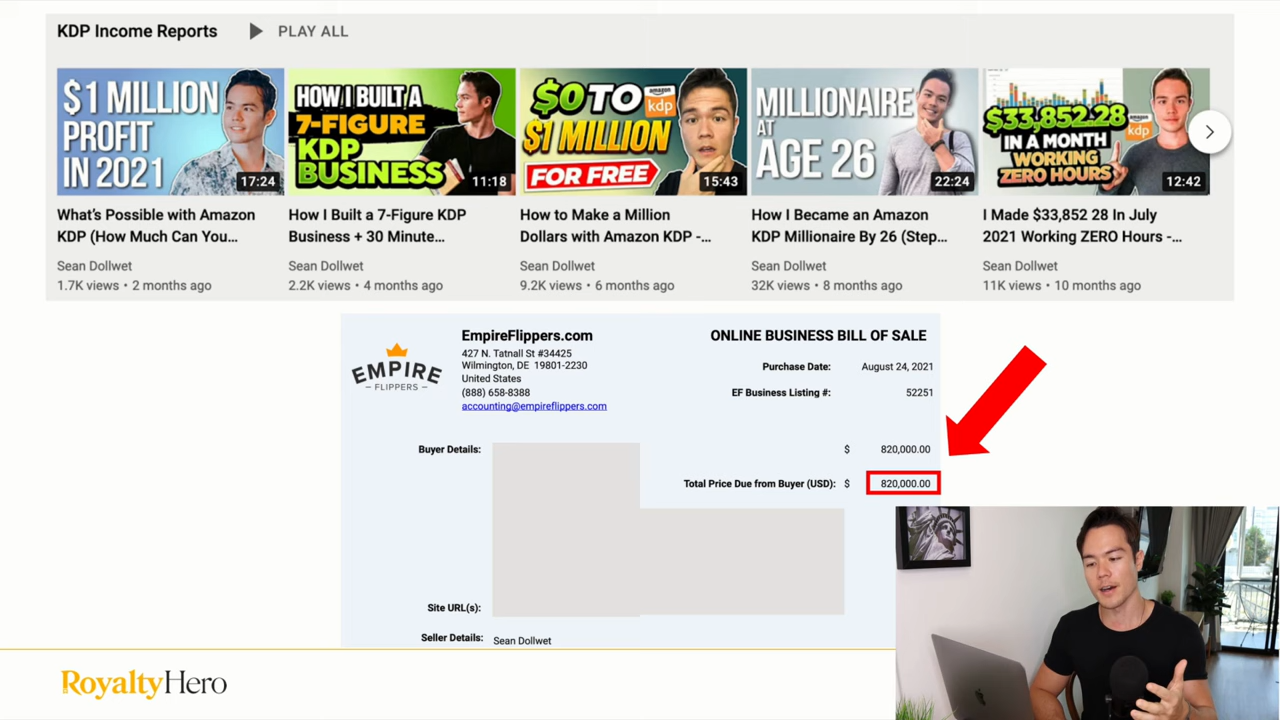 KDP Income Reports PLAY ALL
$1 MILLION
PROFIT
IN 2021
17:24
HOW I BUILT A
7-FIGURE
KDP
BUSINESS
11:18
$0 TO
amazon
kdp
$1 MILLION
FOR FREE
15:43
MILLIONAIRE
AT
AGE 26
22:24
$33,852.28
kdp
IN A MONTH
WORKING
ZERO HOURS
12:42
What's Possible with Amazon
KDP (How Much Can You...
Sean Dollwet
1.7K views • 2 months ago
How I Built a 7-Figure KDP
Business + 30 Minute...
Sean Dollwet
2.2K views • 4 months ago
How to Make a Million
Dollars with Amazon KDP -...
Sean Dollwet
9.2K views • 6 months ago
How I Became an Amazon
KDP Millionaire By 26 (Step...
Sean Dollwet
32K views • 8 months ago
I Made $33,852 28 In July
2021 Working ZERO Hours -...
Sean Dollwet
11K views • 10 months ago
EMPIRE
– FLIPPERS –
EmpireFlippers.com
427 N. Tatnall St #34425
Wilmington, DE 19801-2230
United States
(888) 658-8388
accounting@empireflippers.com
ONLINE BUSINESS BILL OF SALE
Purchase Date: August 24, 2021
EF Business Listing #: 52251
Buyer Details: $ 820,000.00
Total Price Due from Buyer (USD): $ 820,000.00
Site URL(s):
Seller Details: Sean Dollwet
RoyaltyHero